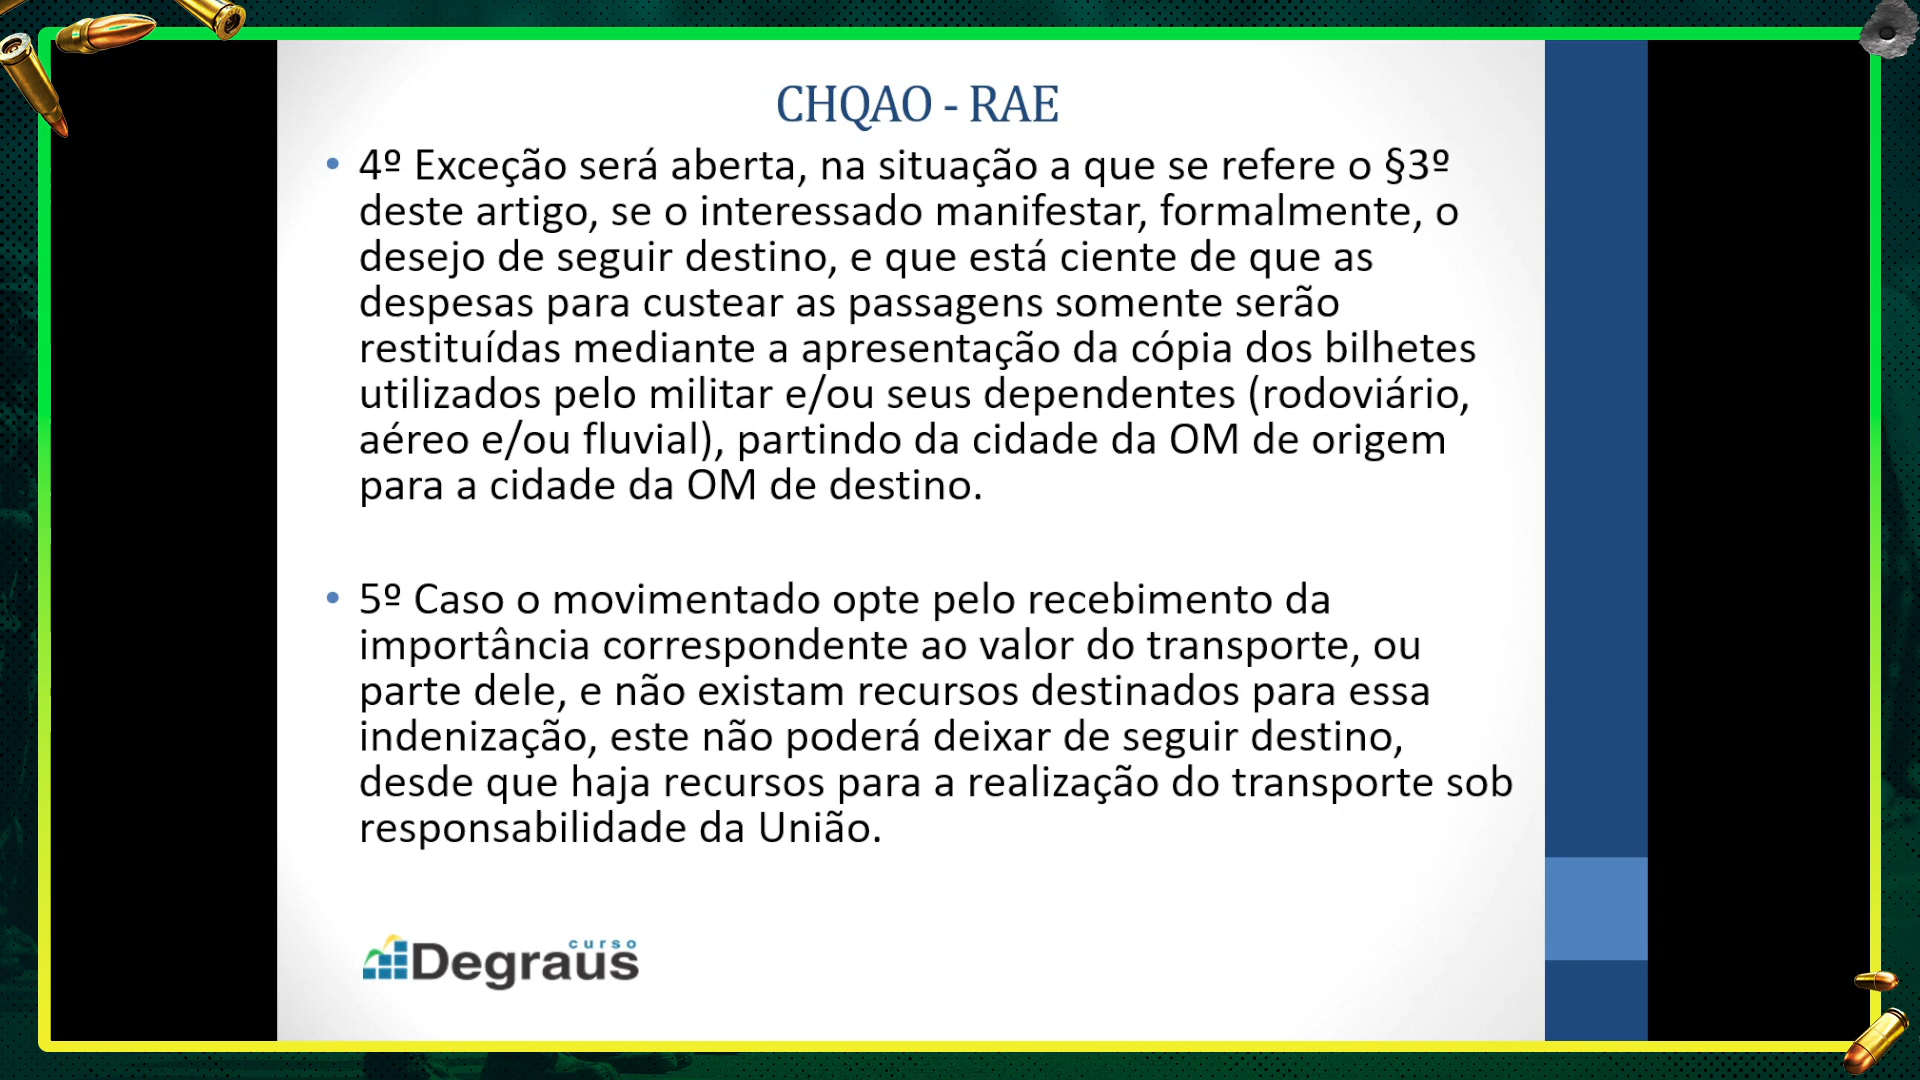 CHQAO - RAE
• 4º Exceção será aberta, na situação a que se refere o §3º
deste artigo, se o interessado manifestar, formalmente, o
desejo de seguir destino, e que está ciente de que as
despesas para custear as passagens somente serão
restituídas mediante a apresentação da cópia dos bilhetes
utilizados pelo militar e/ou seus dependentes (rodoviário,
aéreo e/ou fluvial), partindo da cidade da OM de origem
para a cidade da OM de destino.
• 5º Caso o movimentado opte pelo recebimento da
importância correspondente ao valor do transporte, ou
parte dele, e não existam recursos destinados para essa
indenização, este não poderá deixar de seguir destino,
desde que haja recursos para a realização do transporte sob
responsabilidade da União.
curso
Degraus